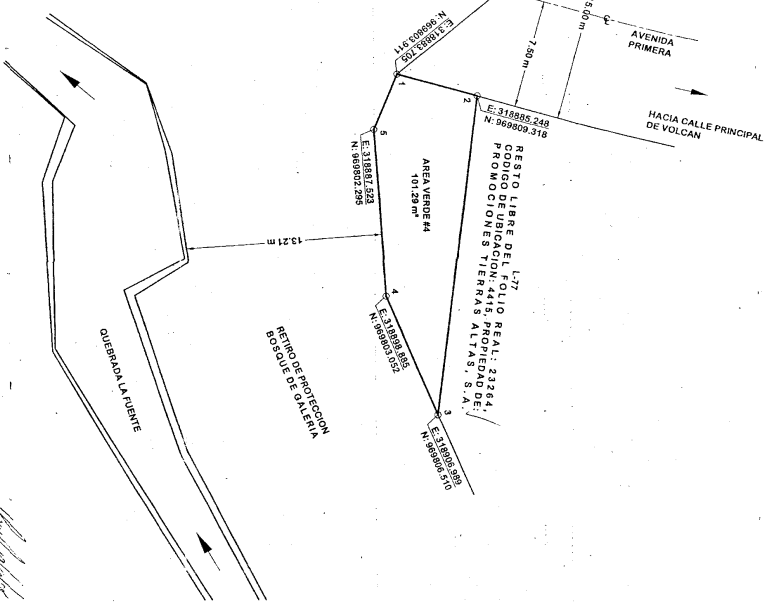 AVENIDA
PRIMERA
HACIA CALLE PRINCIPAL
DE VOLCAN
7.50 m
5.00 m
E: 318883.705
N: 969803.911
1
2
E: 318885.248
N: 969809.318
5
E: 318887.523
N: 969802.295
AREA VERDE #4
101.29 m²
L-77
RESTO LIBRE DEL FOLIO REAL: 23264,
CODIGO DE UBICACION: 4415, PROPIEDAD DE:
PROMOCIONES TIERRAS ALTAS, S.A.
13.21 m
4
E: 318898.885
N: 969803.052
3
E: 318906.989
N: 969806.510
RETIRO DE PROTECCION
BOSQUE DE GALERIA
QUEBRADA LA FUENTE